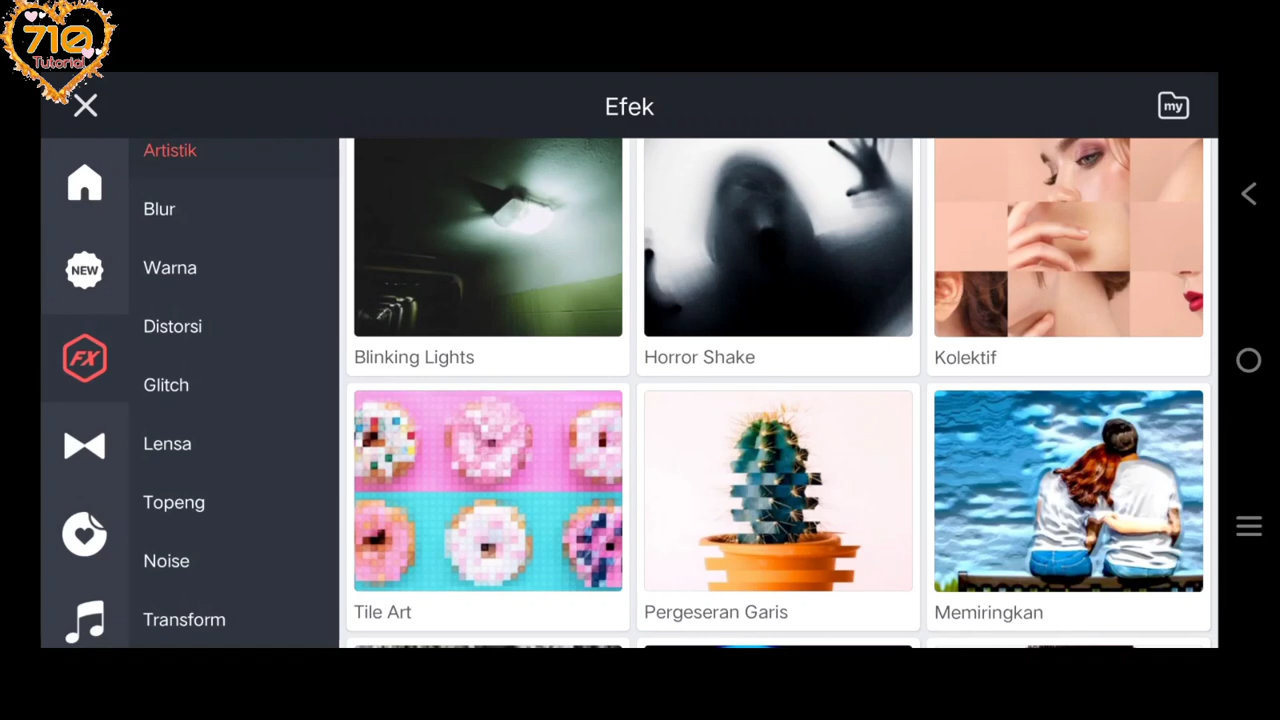 710
Tutorial
Efek
my
Artistik
Blur
NEW
Warna
Distorsi
FX
Glitch
Lensa
Topeng
Noise
Transform
Blinking Lights
Horror Shake
Kolektif
Tile Art
Pergeseran Garis
Memiringkan